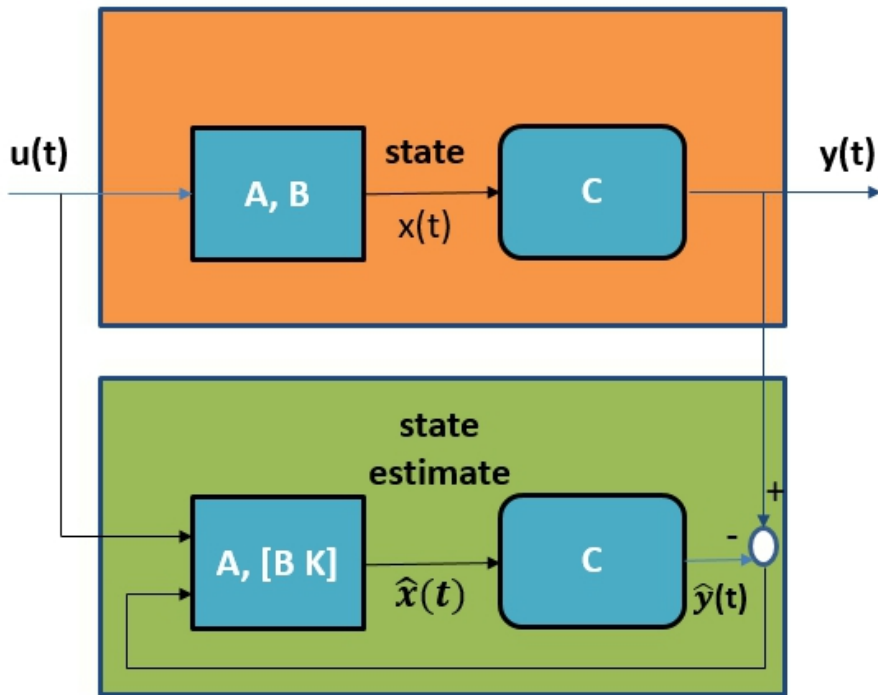 u(t)
A, B
state
x(t)
C
y(t)
state
estimate
+
-
A, [B K]
x̂(t)
C
ŷ(t)